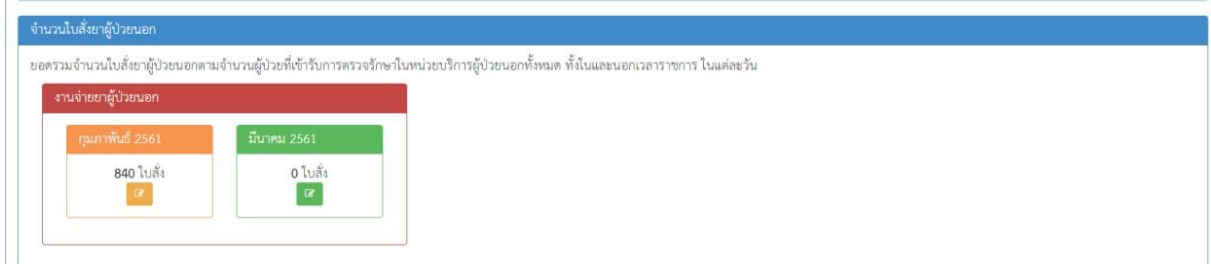 จำนวนใบสั่งยาผู้ป่วยนอก
ยอดรวมจำนวนใบสั่งยาผู้ป่วยนอกตามจำนวนผู้ป่วยที่เข้ารับการตรวจรักษาในหน่วยบริการผู้ป่วยนอกทั้งหมด ทั้งในและนอกเวลาราชการ ในแต่ละวัน
งานจ่ายยาผู้ป่วยนอก
กุมภาพันธ์ 2561
มีนาคม 2561
840 ใบสั่ง
0 ใบสั่ง